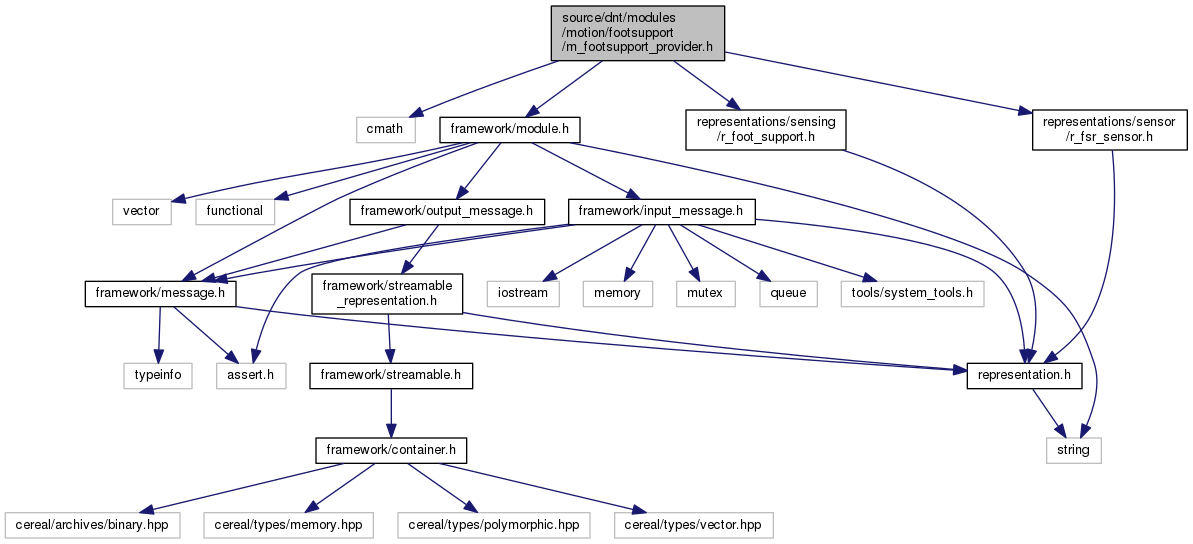 source/dnt/modules
/motion/footsupport
/m_footsupport_provider.h
cmath
framework/module.h
representations/sensing
/r_foot_support.h
representations/sensor
/r_fsr_sensor.h
vector
functional
framework/output_message.h
framework/input_message.h
framework/message.h
framework/streamable
_representation.h
iostream
memory
mutex
queue
tools/system_tools.h
typeinfo
assert.h
framework/streamable.h
representation.h
framework/container.h
string
cereal/archives/binary.hpp
cereal/types/memory.hpp
cereal/types/polymorphic.hpp
cereal/types/vector.hpp